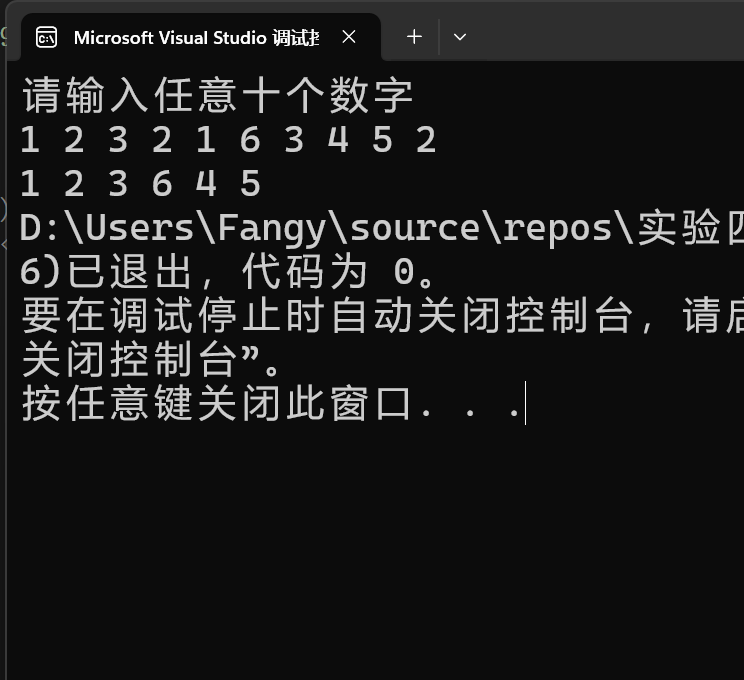 Microsoft Visual Studio 调试
请输入任意十个数字
1 2 3 2 1 6 3 4 5 2
1 2 3 6 4 5
D:\Users\Fangy\source\repos\实验四
6)已退出，代码为 0。
要在调试停止时自动关闭控制台，请启
关闭控制台”。
按任意键关闭此窗口. . .